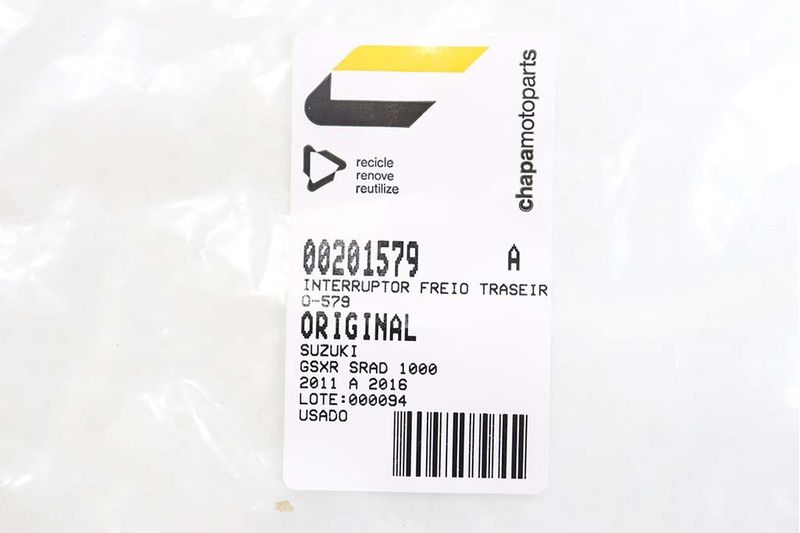 chapamotoparts
recicle
renove
reutilize
00201579 A
INTERRUPTOR FREIO TRASEIR
O-579
ORIGINAL
SUZUKI
GSXR SRAD 1000
2011 A 2016
LOTE:000094
USADO